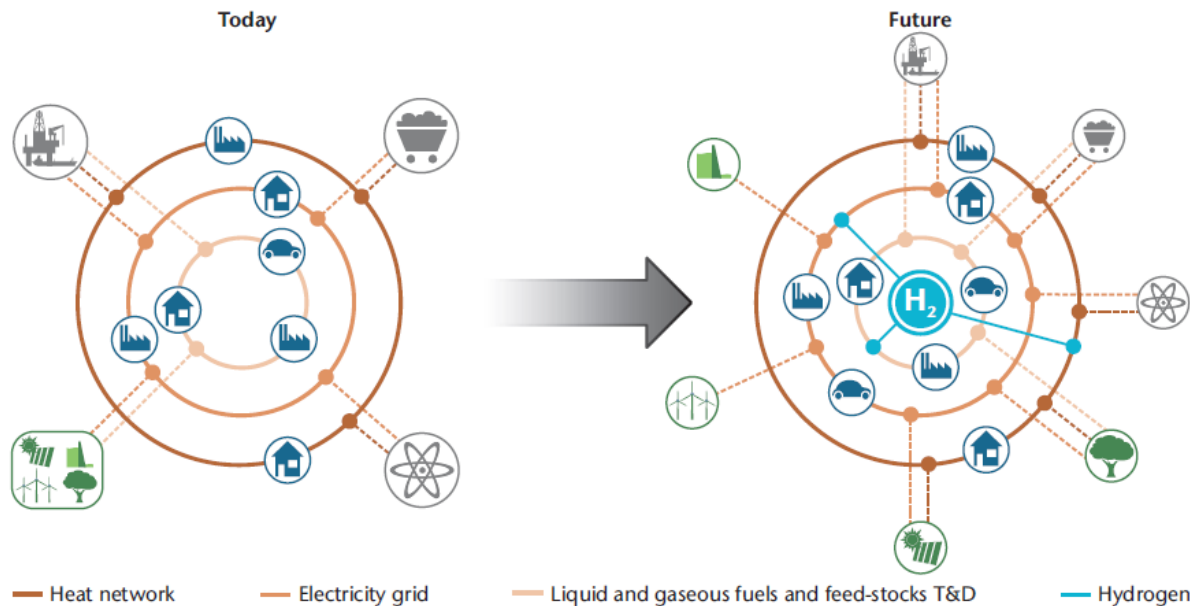 Today
Future
H₂
Heat network
Electricity grid
Liquid and gaseous fuels and feed-stocks T&D
Hydrogen